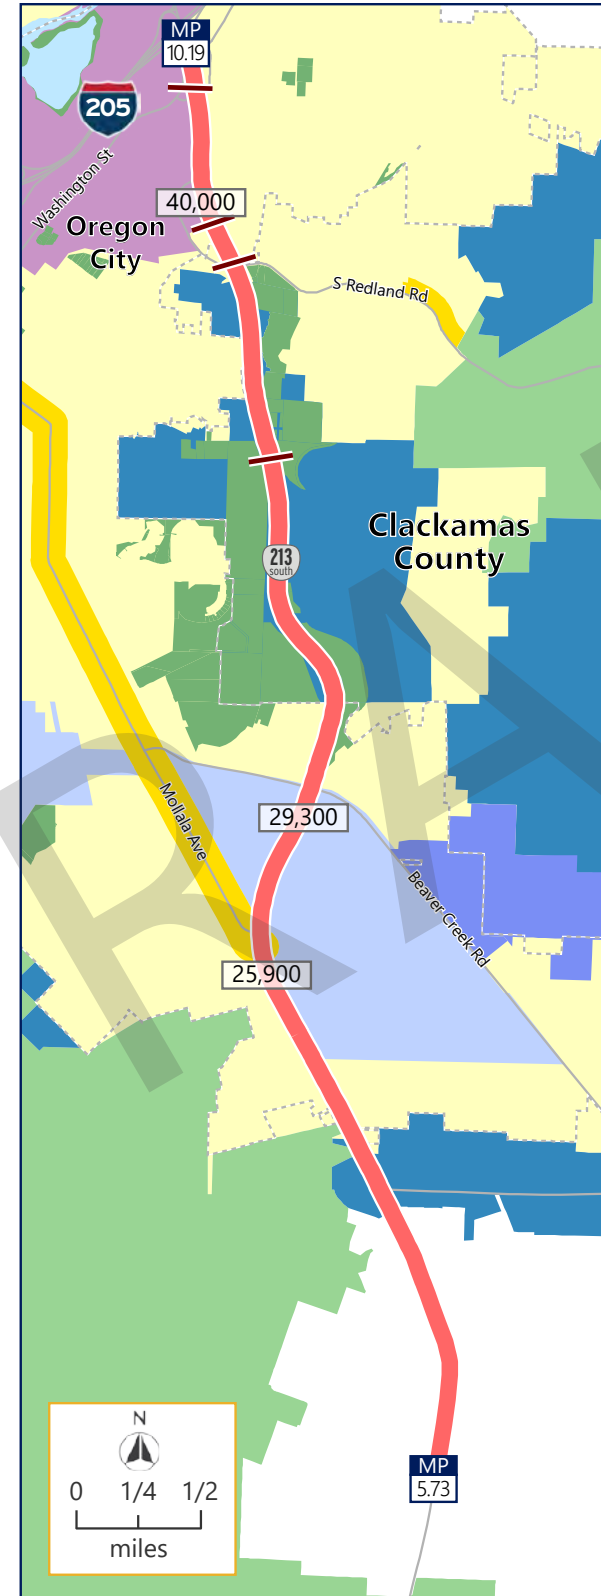 MP
10.19
205
Washington St
40,000
Oregon
City
S Redland Rd
Clackamas
County
213
south
Mollala Ave
29,300
Beaver Creek Rd
25,900
N
0 1/4 1/2
miles
MP
5.73